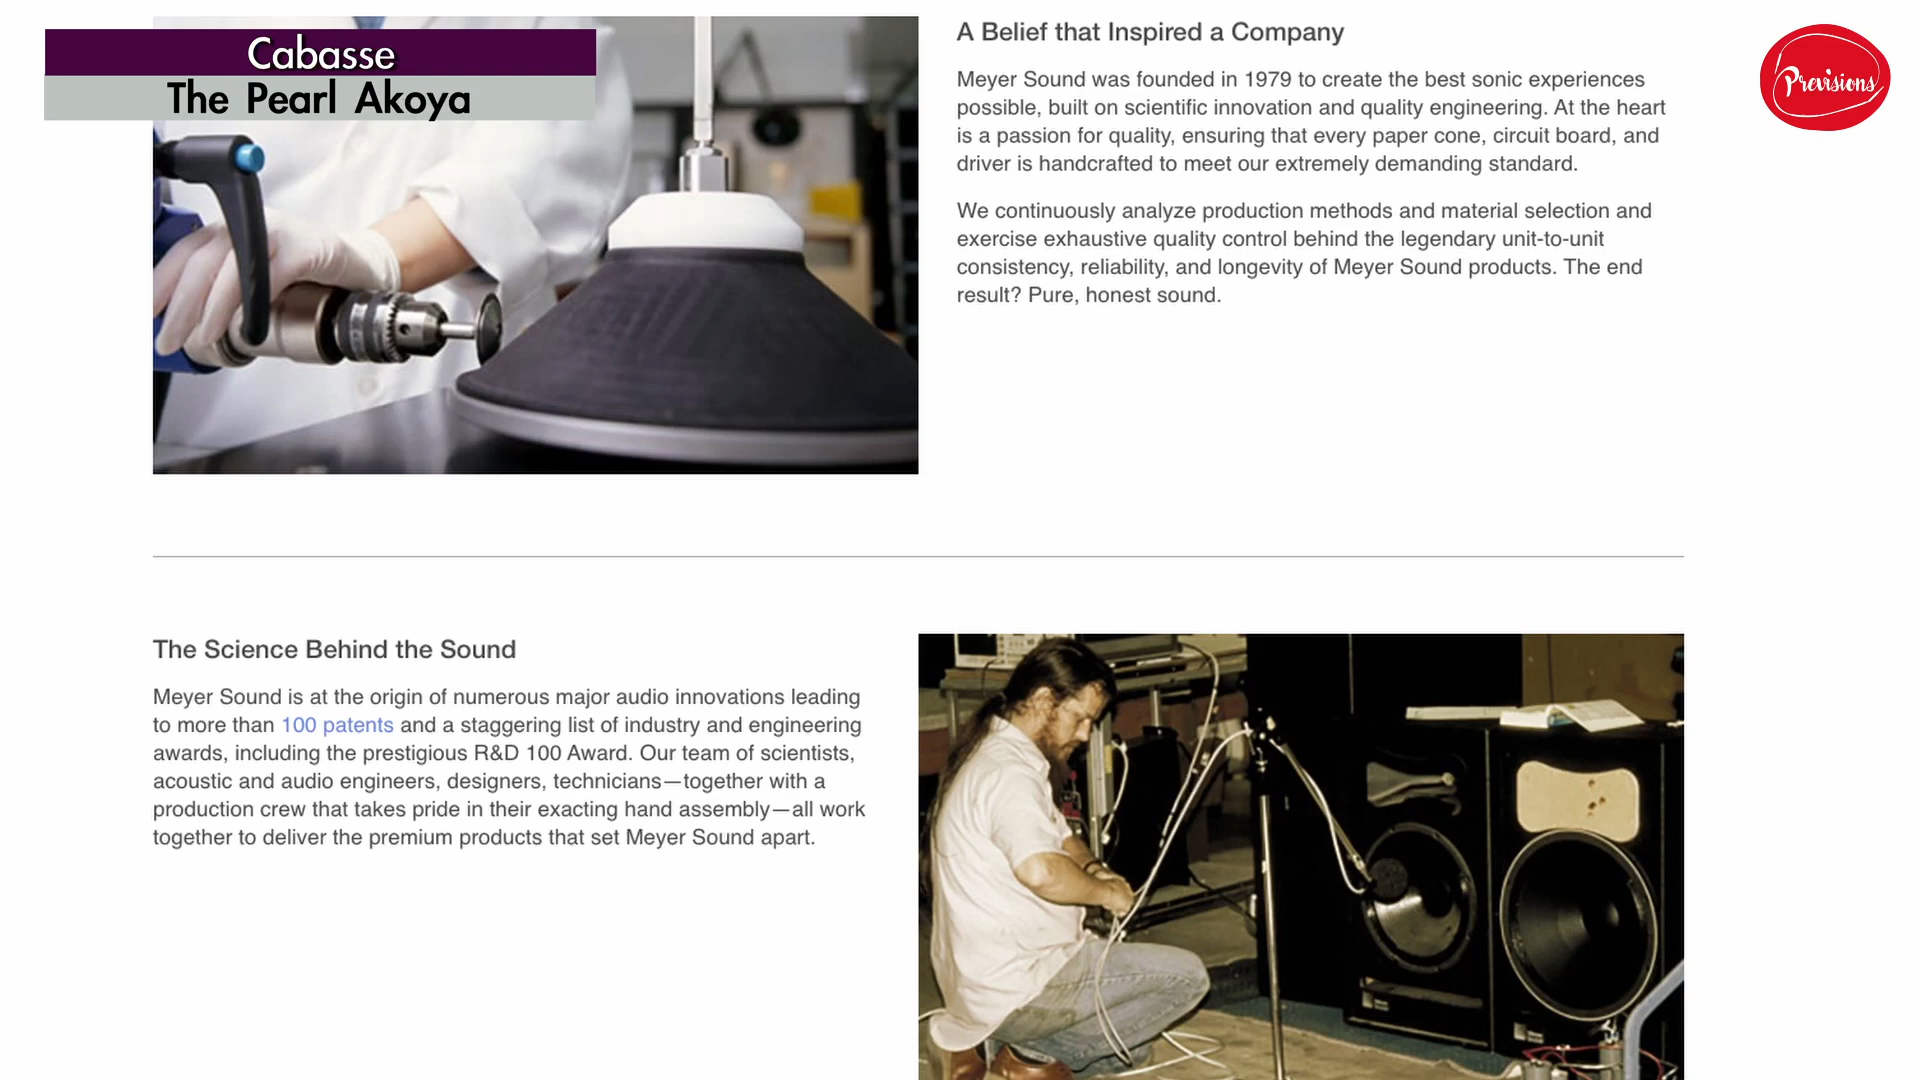 Cabasse
The Pearl Akoya
A Belief that Inspired a Company
Meyer Sound was founded in 1979 to create the best sonic experiences
possible, built on scientific innovation and quality engineering. At the heart
is a passion for quality, ensuring that every paper cone, circuit board, and
driver is handcrafted to meet our extremely demanding standard.
We continuously analyze production methods and material selection and
exercise exhaustive quality control behind the legendary unit-to-unit
consistency, reliability, and longevity of Meyer Sound products. The end
result? Pure, honest sound.
Previsions
The Science Behind the Sound
Meyer Sound is at the origin of numerous major audio innovations leading
to more than 100 patents and a staggering list of industry and engineering
awards, including the prestigious R&D 100 Award. Our team of scientists,
acoustic and audio engineers, designers, technicians—together with a
production crew that takes pride in their exacting hand assembly—all work
together to deliver the premium products that set Meyer Sound apart.